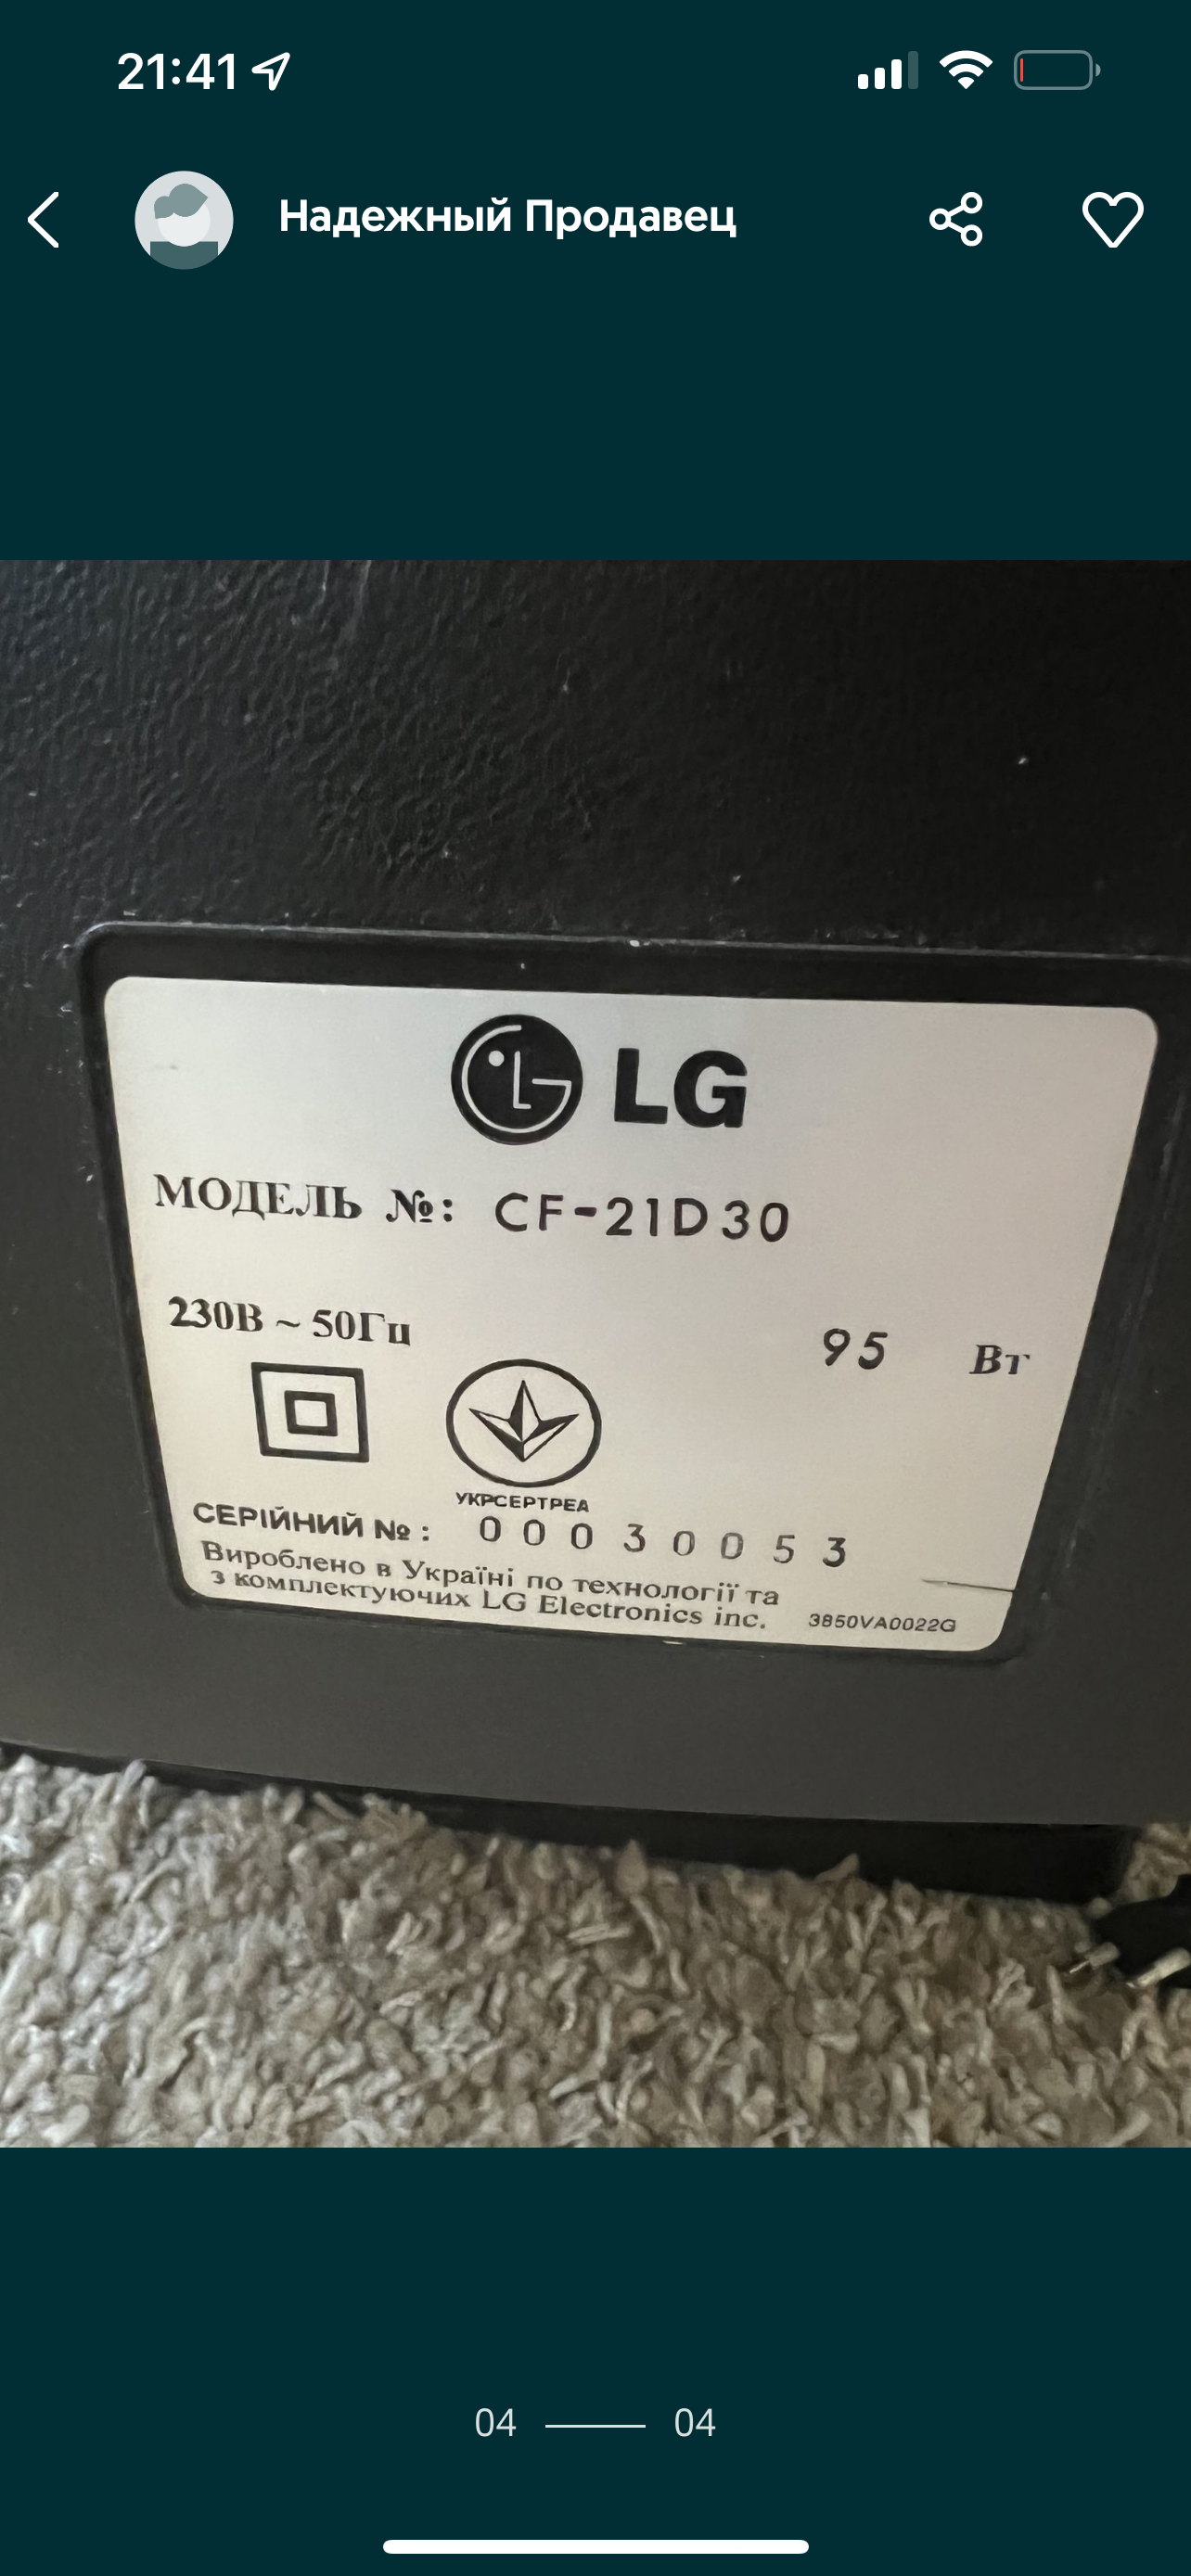 21:41
Надежный Продавец
LG
МОДЕЛЬ №: CF-21D30
230В ~ 50Гц 95 Вт
УКРСЕРТРЕА
СЕРІЙНИЙ №: 00030053
Вироблено в Україні по технології та
з комплектуючих LG Electronics inc. 3850VA0022G
04 04